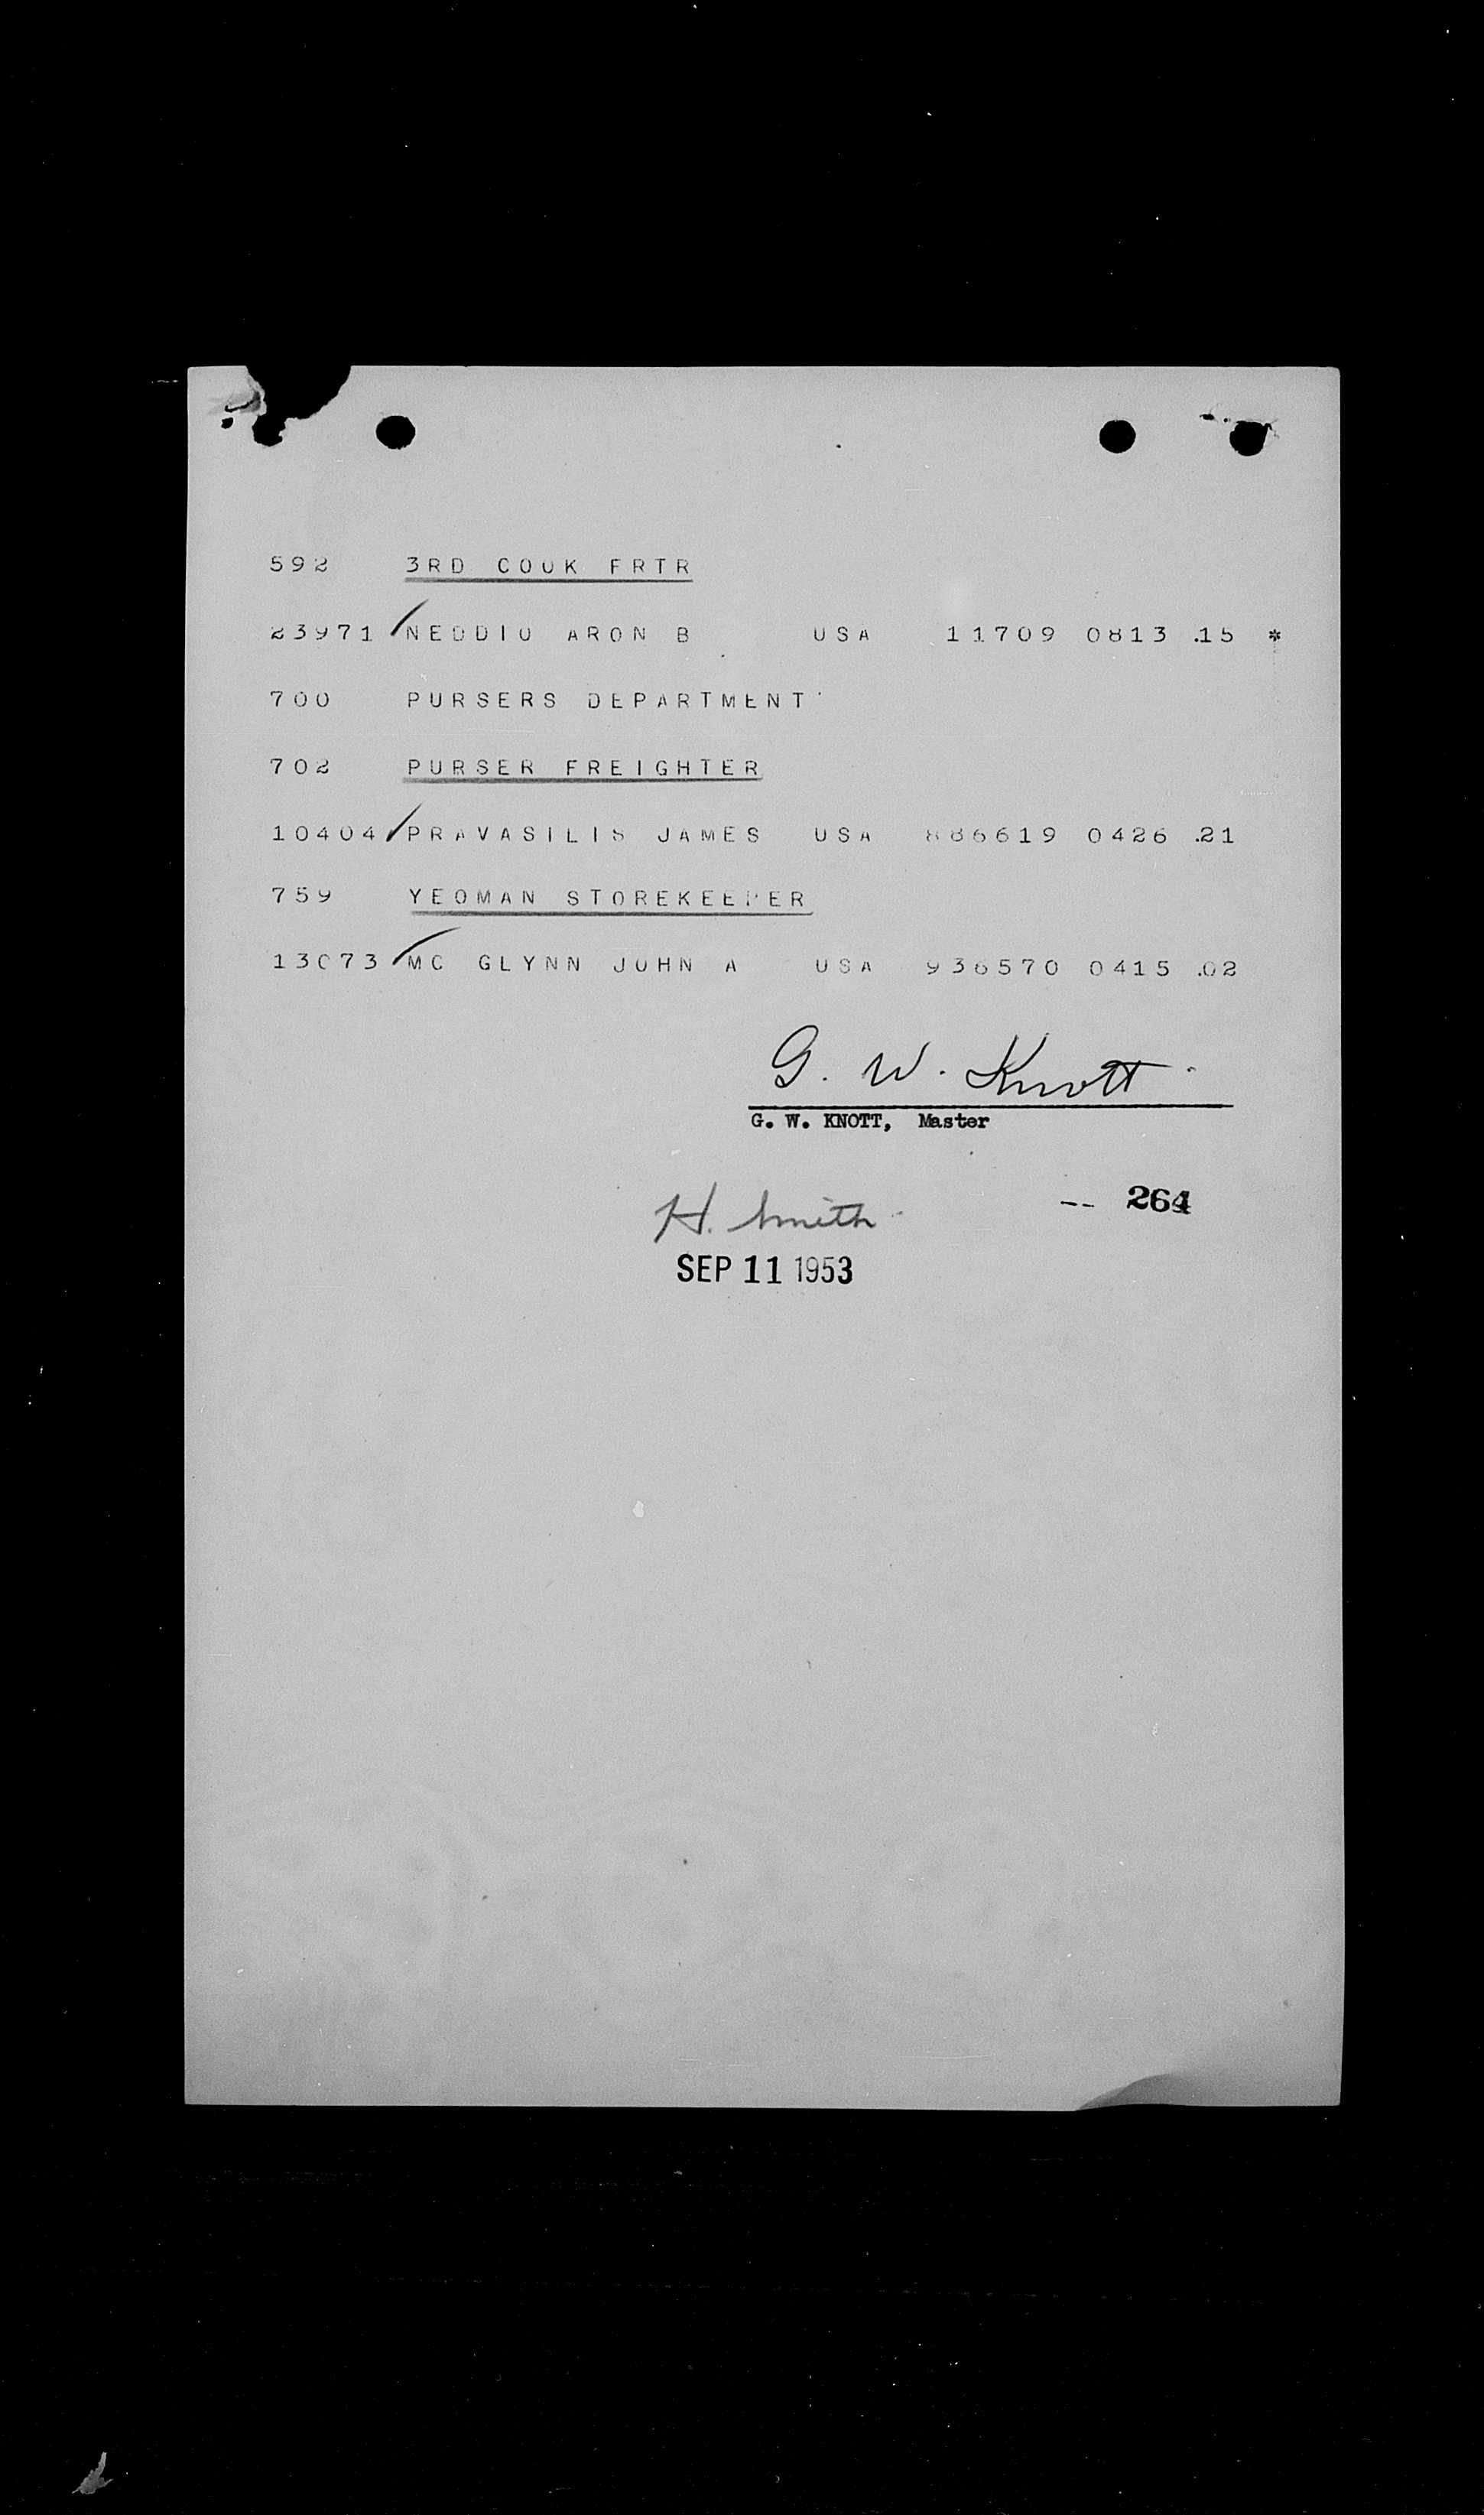 592 3RD COOK FRTR
23971 NEDDIO ARON B USA 11709 0813 .15 *
700 PURSERS DEPARTMENT
702 PURSER FREIGHTER
10404 PRAVASILIS JAMES USA 886619 0426 .21
759 YEOMAN STOREKEEPER
13073 MC GLYNN JOHN A USA 936570 0415 .02
G. W. Knott
G. W. KNOTT, Master
H. Smith
-- 264
SEP 11 1953